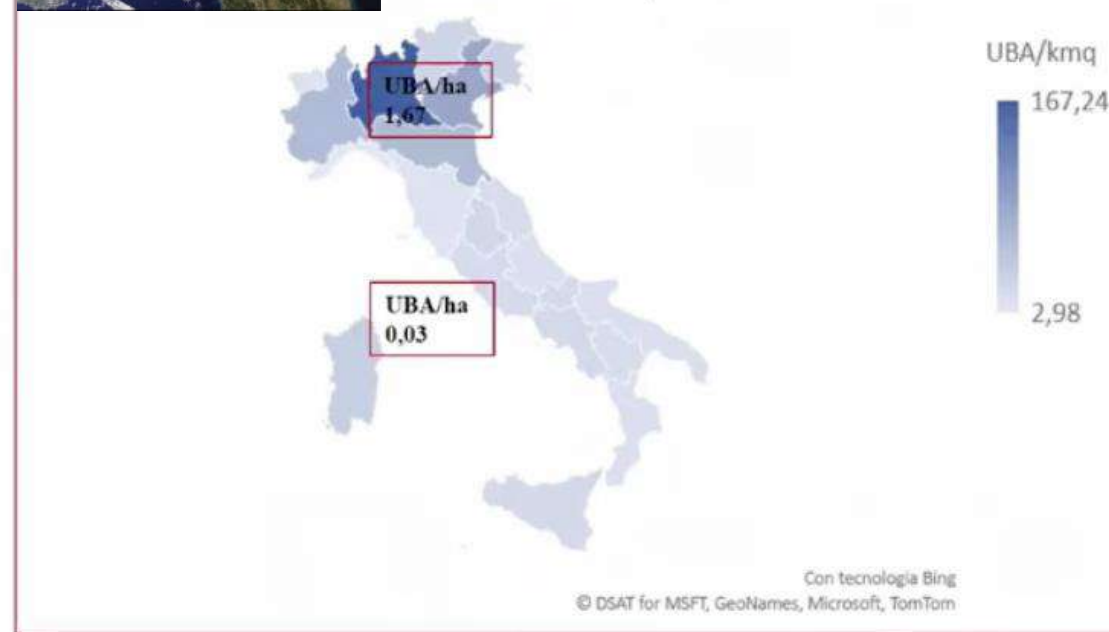 UBA/kmq
167,24
UBA/ha
1,67
UBA/ha
0,03
2,98
Con tecnologia Bing
© DSAT for MSFT, GeoNames, Microsoft, TomTom